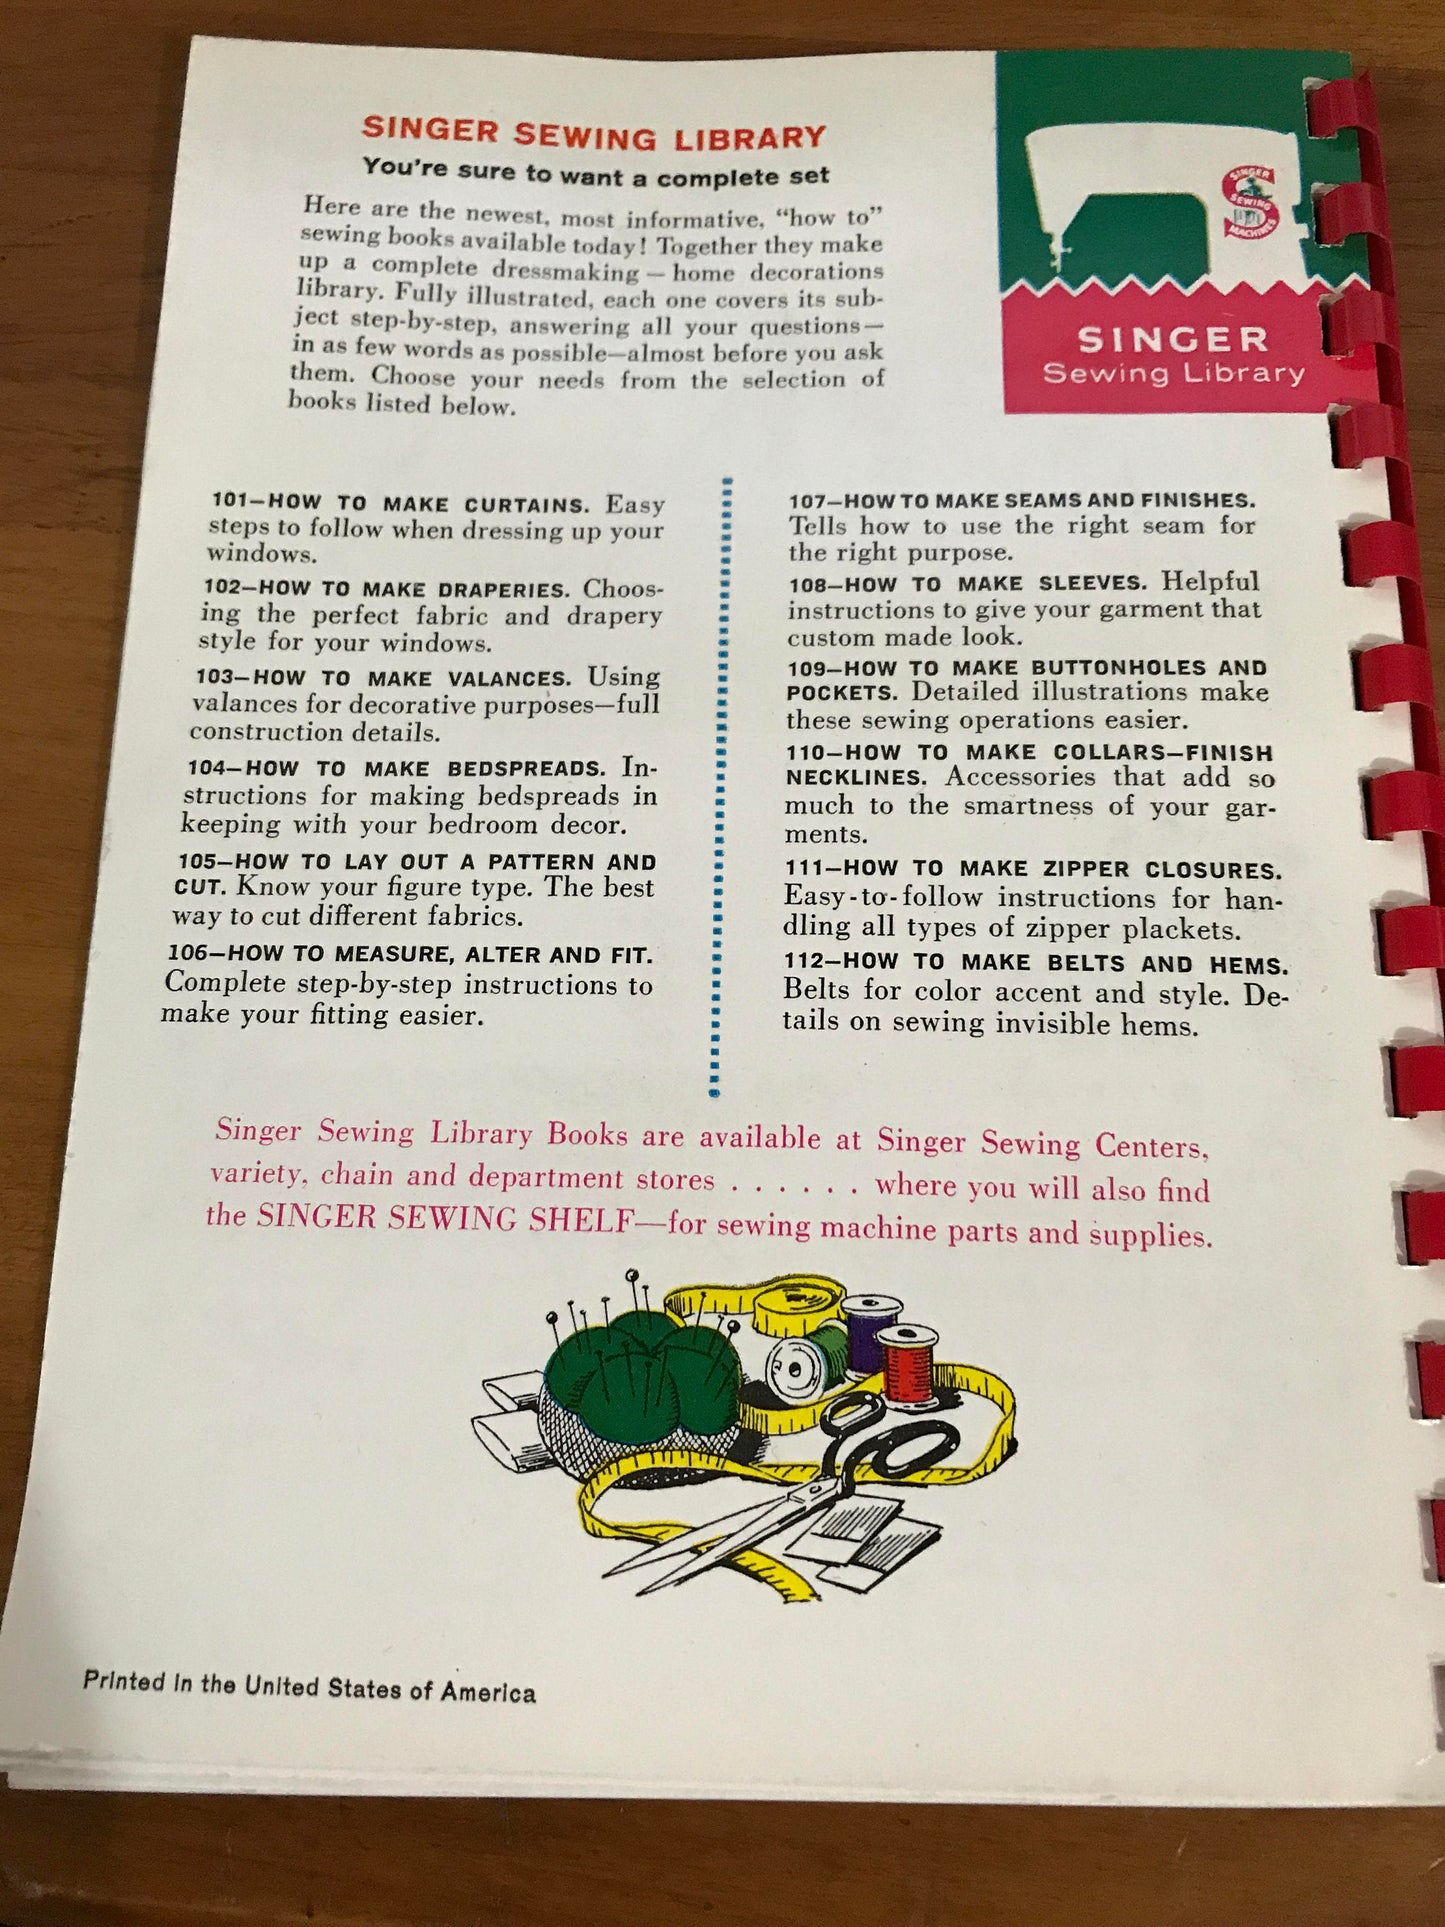 SINGER SEWING LIBRARY
You're sure to want a complete set
Here are the newest, most informative, “how to”
sewing books available today! Together they make
up a complete dressmaking — home decorations
library. Fully illustrated, each one covers its sub-
ject step-by-step, answering all your questions—
in as few words as possible—almost before you ask
them. Choose your needs from the selection of
books listed below.
SINGER
SEWING
MACHINES
SINGER
Sewing Library
101—HOW TO MAKE CURTAINS. Easy
steps to follow when dressing up your
windows.
102—HOW TO MAKE DRAPERIES. Choos-
ing the perfect fabric and drapery
style for your windows.
103—HOW TO MAKE VALANCES. Using
valances for decorative purposes—full
construction details.
104—HOW TO MAKE BEDSPREADS. In-
structions for making bedspreads in
keeping with your bedroom decor.
105—HOW TO LAY OUT A PATTERN AND
CUT. Know your figure type. The best
way to cut different fabrics.
106—HOW TO MEASURE, ALTER AND FIT.
Complete step-by-step instructions to
make your fitting easier.
107—HOW TO MAKE SEAMS AND FINISHES.
Tells how to use the right seam for
the right purpose.
108—HOW TO MAKE SLEEVES. Helpful
instructions to give your garment that
custom made look.
109—HOW TO MAKE BUTTONHOLES AND
POCKETS. Detailed illustrations make
these sewing operations easier.
110—HOW TO MAKE COLLARS—FINISH
NECKLINES. Accessories that add so
much to the smartness of your gar-
ments.
111—HOW TO MAKE ZIPPER CLOSURES.
Easy-to-follow instructions for han-
dling all types of zipper plackets.
112—HOW TO MAKE BELTS AND HEMS.
Belts for color accent and style. De-
tails on sewing invisible hems.
Singer Sewing Library Books are available at Singer Sewing Centers,
variety, chain and department stores . . . . . . where you will also find
the SINGER SEWING SHELF—for sewing machine parts and supplies.
Printed in the United States of America